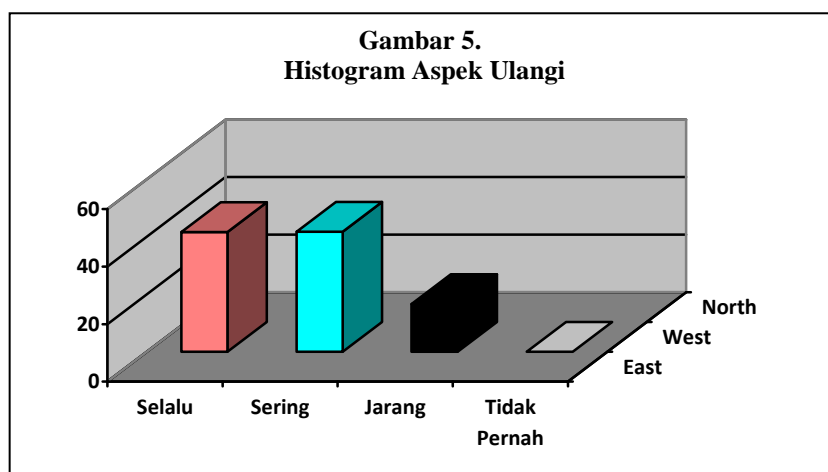 Gambar 5.
Histogram Aspek Ulangi
60
40
20
0
Selalu
Sering
Jarang
Tidak
Pernah
East
West
North